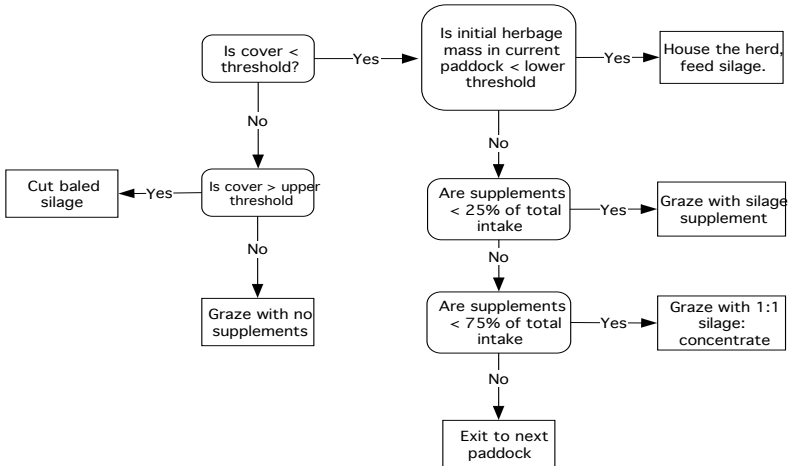 Is cover <
threshold?
Yes
Is initial herbage
mass in current
paddock < lower
threshold
Yes
House the herd,
feed silage.
No
No
Cut baled
silage
Yes
Is cover > upper
threshold
Are supplements
< 25% of total
intake
Yes
Graze with silage
supplement
No
No
Graze with no
supplements
Are supplements
< 75% of total
intake
Yes
Graze with 1:1
silage:
concentrate
No
Exit to next
paddock